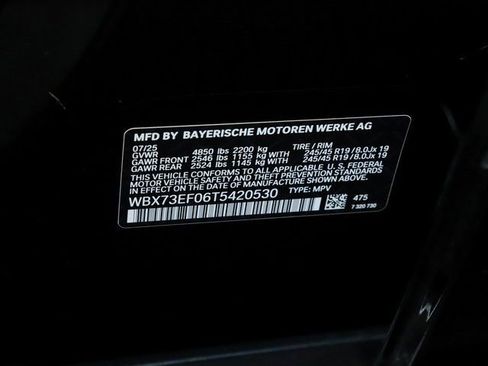 MFD BY BAYERISCHE MOTOREN WERKE AG
07/25
GVWR 4850 lbs 2200 kg TIRE / RIM
GAWR FRONT 2546 lbs 1155 kg 245/45 R19 / 8.0Jx 19
GAWR REAR 2524 lbs 1145 kg 245/45 R19 / 8.0Jx 19
THIS VEHICLE CONFORMS TO ALL APPLICABLE U.S. FEDERAL
MOTOR VEHICLE SAFETY, BUMPER, AND THEFT PREVENTION
STANDARDS IN EFFECT ON THE DATE OF MANUFACTURE
SHOWN ABOVE.
WBX73EF06T5420530 TYPE: MPV
475
7 320 730